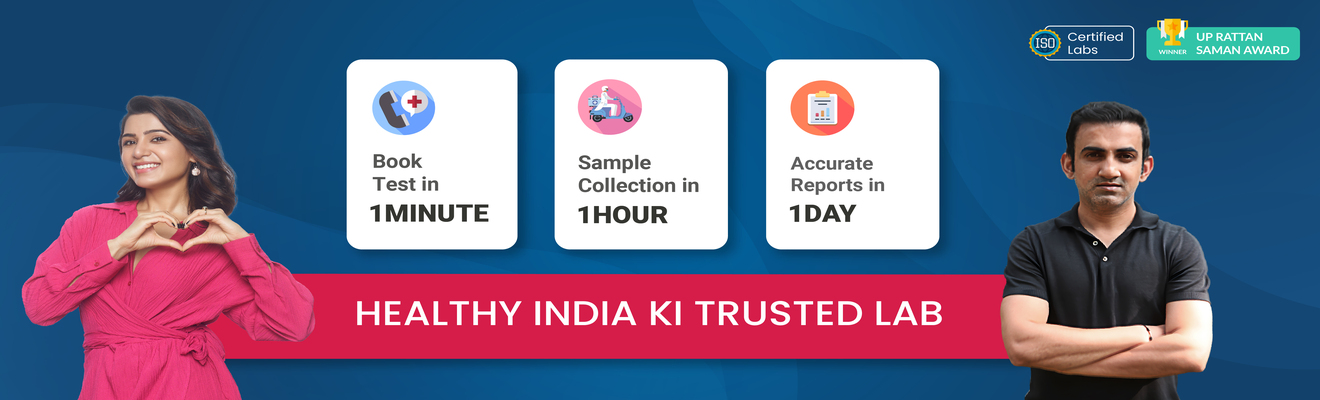 ISO
Certified
Labs
WINNER
UP RATTAN
SAMAN AWARD
Book
Test in
1MINUTE
Sample
Collection in
1HOUR
Accurate
Reports in
1DAY
HEALTHY INDIA KI TRUSTED LAB